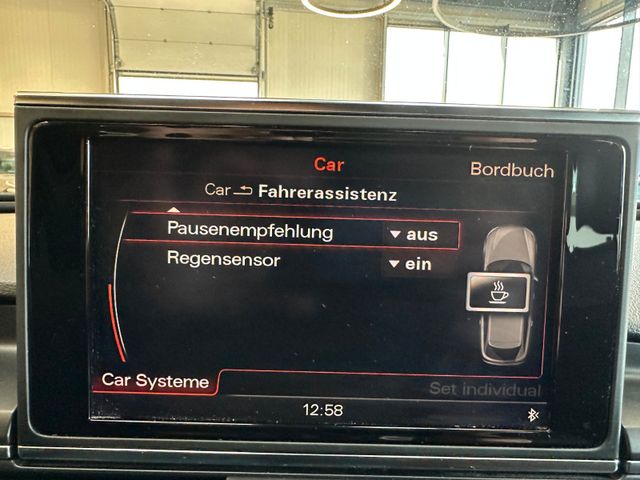 Car
Bordbuch
Car Fahrerassistenz
Pausenempfehlung aus
Regensensor ein
Car Systeme
Set individual
12:58